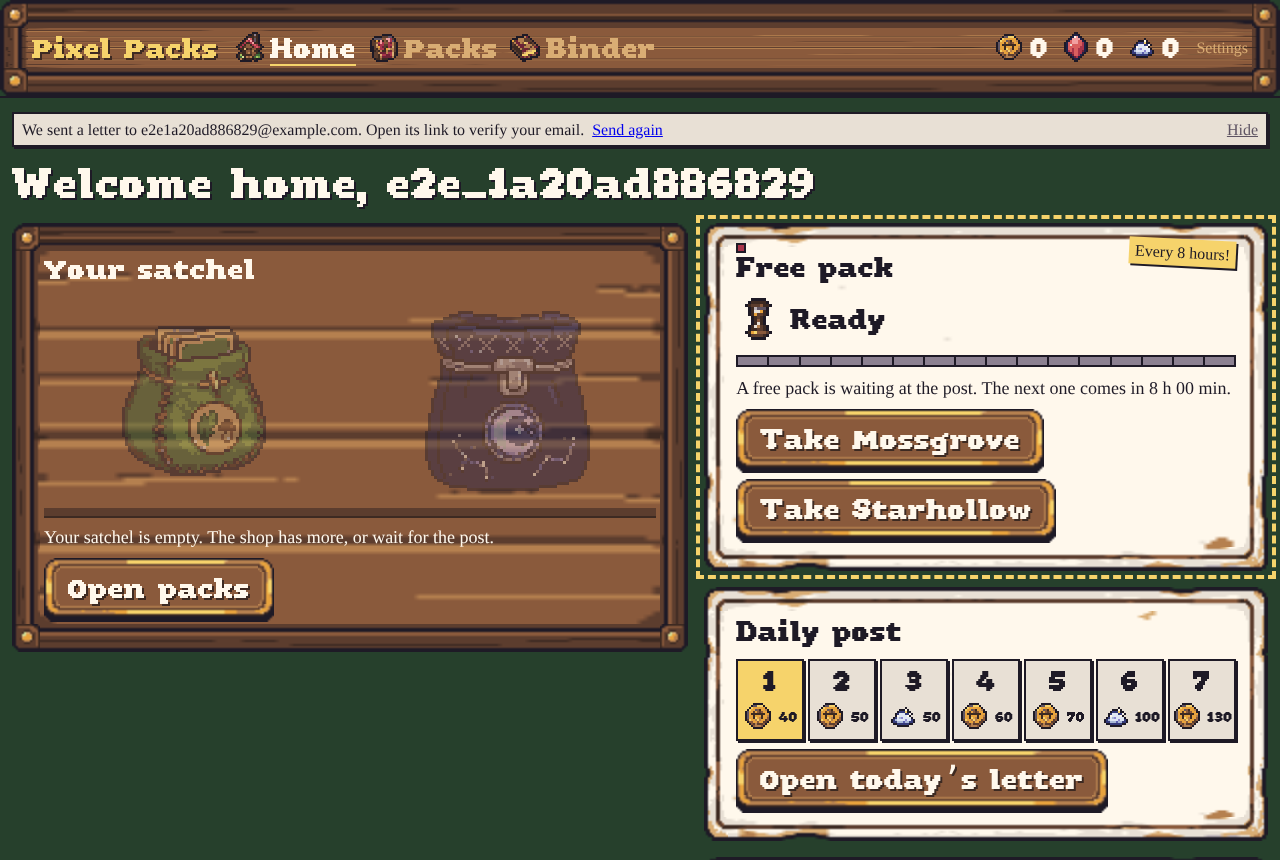 Pixel Packs Home Packs Binder 0 0 0 Settings
We sent a letter to e2e1a20ad886829@example.com. Open its link to verify your email. Send again Hide
Welcome home, e2e_1a20ad886829
Your satchel
Your satchel is empty. The shop has more, or wait for the post.
Open packs
Every 8 hours!
Free pack
Ready
A free pack is waiting at the post. The next one comes in 8 h 00 min.
Take Mossgrove
Take Starhollow
Daily post
1 2 3 4 5 6 7
40 50 50 60 70 100 130
Open today's letter